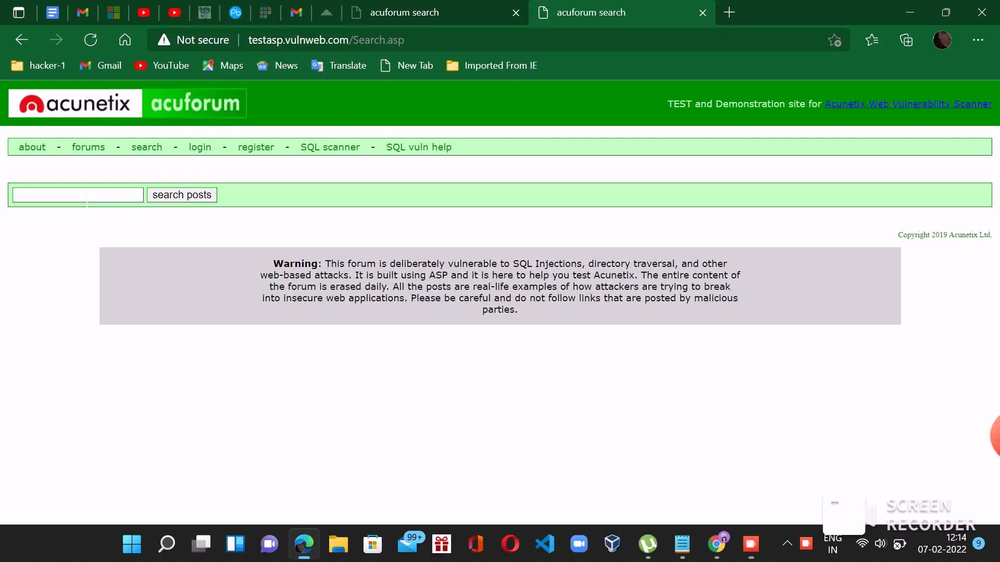 acuforum search
acuforum search
Not secure testasp.vulnweb.com/Search.asp
hacker-1 Gmail YouTube Maps News Translate New Tab Imported From IE
acunetix acuforum
TEST and Demonstration site for Acunetix Web Vulnerability Scanner
about - forums - search - login - register - SQL scanner - SQL vuln help
search posts
Copyright 2019 Acunetix Ltd.
Warning: This forum is deliberately vulnerable to SQL Injections, directory traversal, and other
web-based attacks. It is built using ASP and it is here to help you test Acunetix. The entire content of
the forum is erased daily. All the posts are real-life examples of how attackers are trying to break
into insecure web applications. Please be careful and do not follow links that are posted by malicious
parties.
SCREEN
RECORDER
99+
ENG
IN
12:14
07-02-2022
9